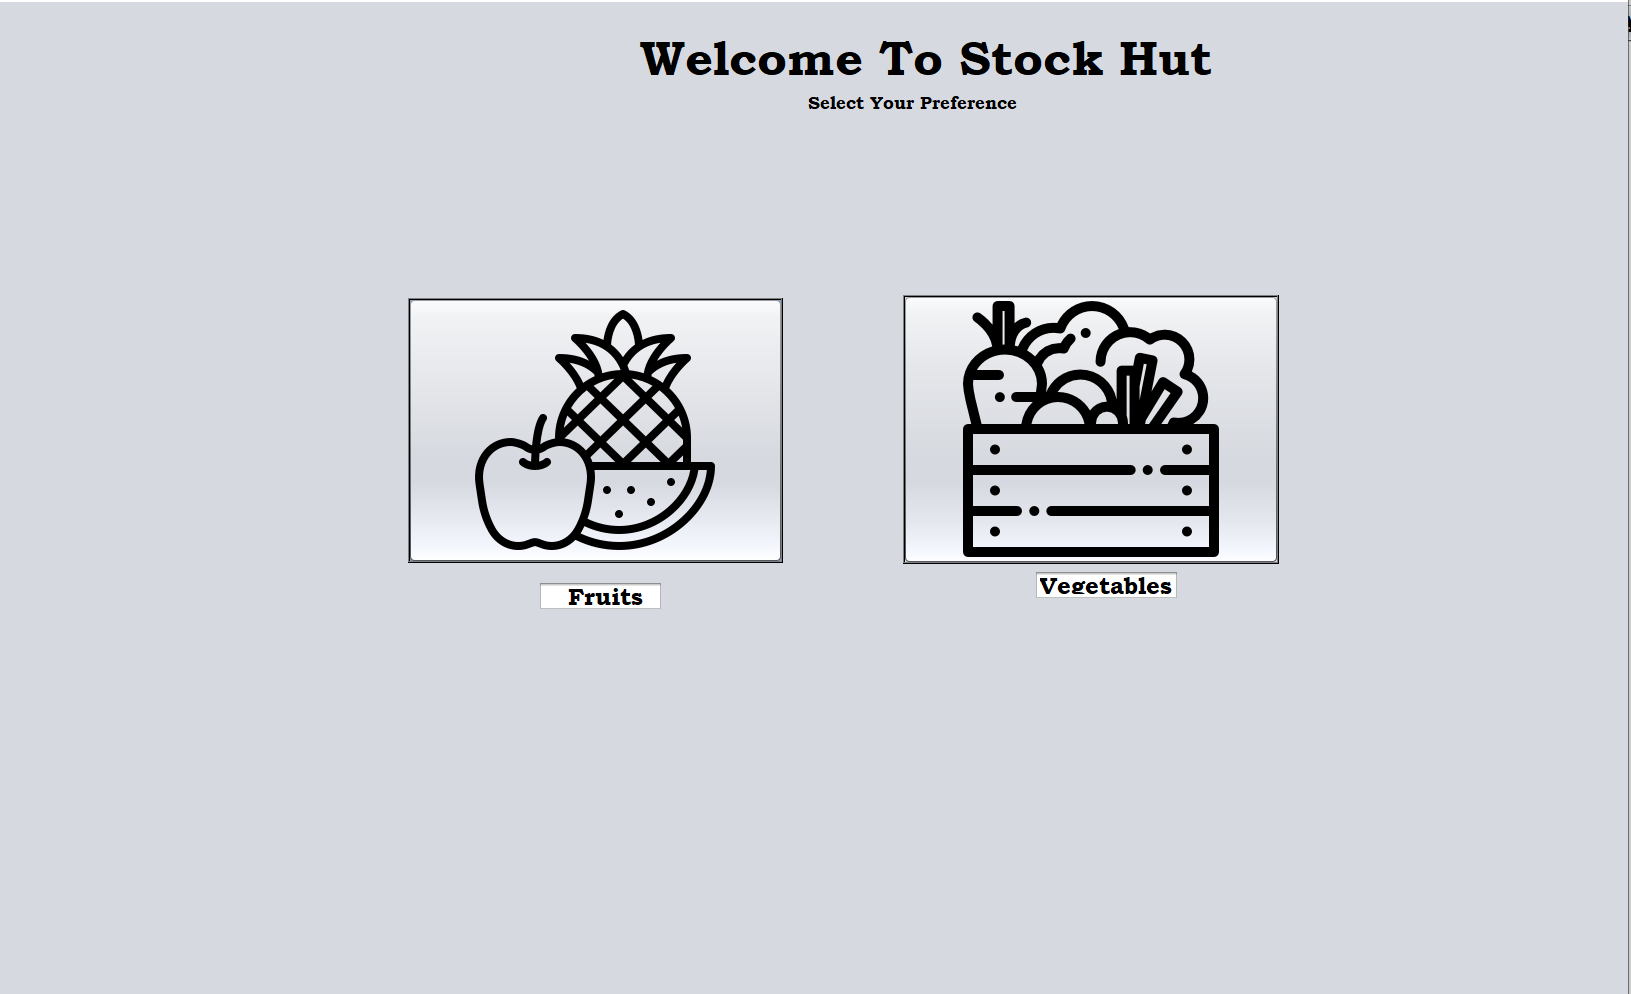 Welcome To Stock Hut
Select Your Preference
Fruits
Vegetables